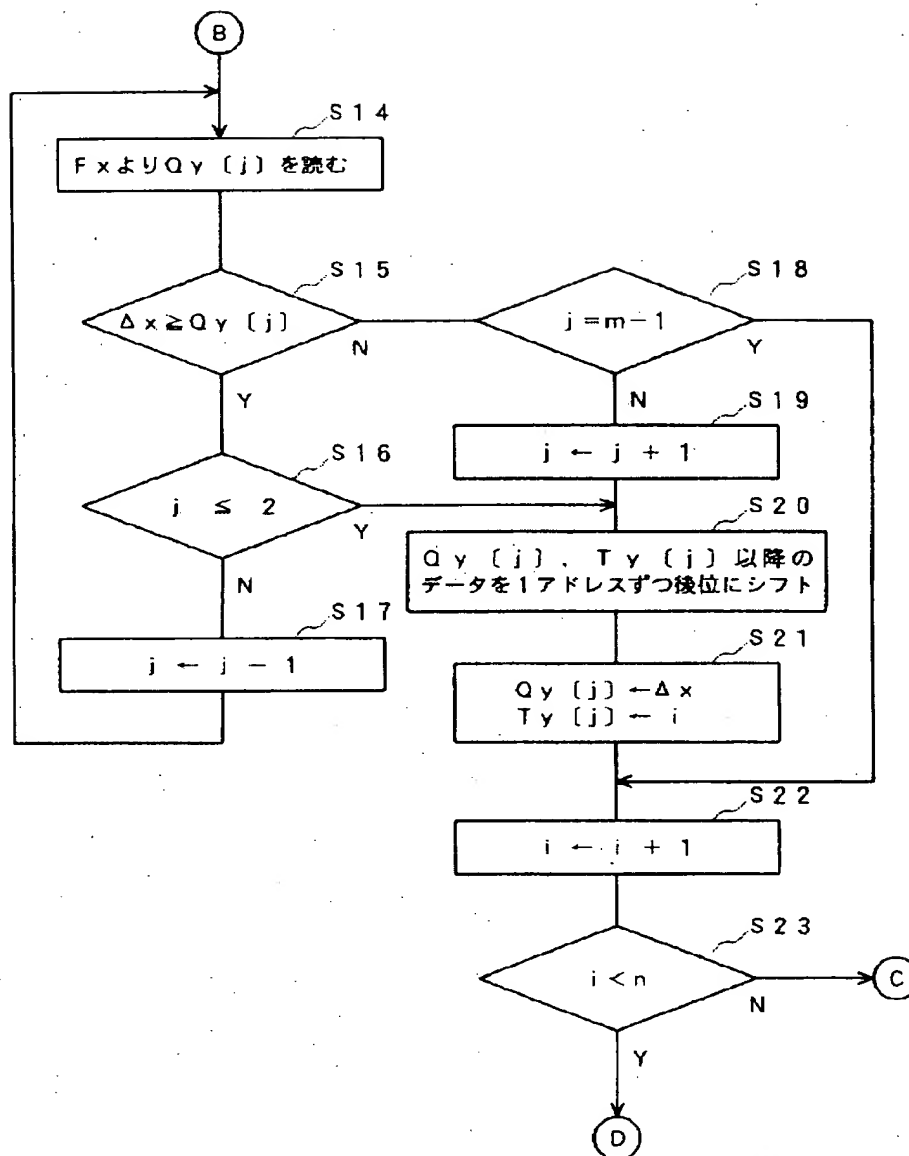 B
S14
FxよりQy〔j〕を読む
S15
Δx≧Qy〔j〕
N
Y
S18
j=m-1
Y
N
S19
j ← j + 1
S16
j ≦ 2
Y
N
S17
j ← j - 1
S20
Qy〔j〕、Ty〔j〕以降の
データを1アドレスずつ後位にシフト
S21
Qy〔j〕←Δx
Ty〔j〕← i
S22
i ← i + 1
S23
i<n
N
C
Y
D